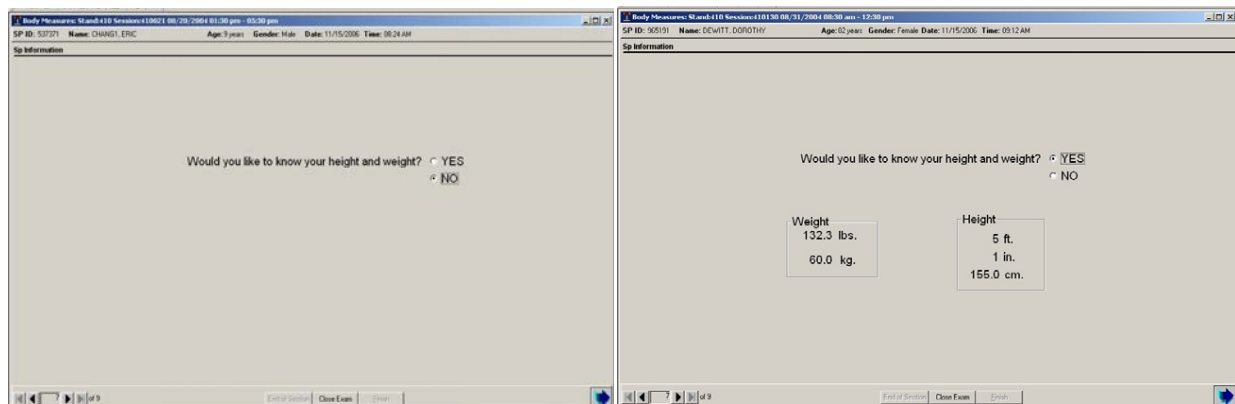 Body Measures: Stand:410 Session:410021 08/20/2004 01:30 pm - 05:30 pm
SP ID: 537371 Name: CHANG1, ERIC Age: 9 years Gender: Male Date: 11/15/2006 Time: 08:24 AM
Sp Information
Would you like to know your height and weight? YES
NO
7 of 9
End of Section Close Exam Finish
Body Measures: Stand:410 Session:410130 08/31/2004 08:30 am - 12:30 pm
SP ID: 965191 Name: DEWITT, DOROTHY Age: 82 years Gender: Female Date: 11/15/2006 Time: 09:12 AM
Sp Information
Would you like to know your height and weight? YES
NO
Weight
132.3 lbs.
60.0 kg.
Height
5 ft.
1 in.
155.0 cm.
7 of 9
End of Section Close Exam Finish